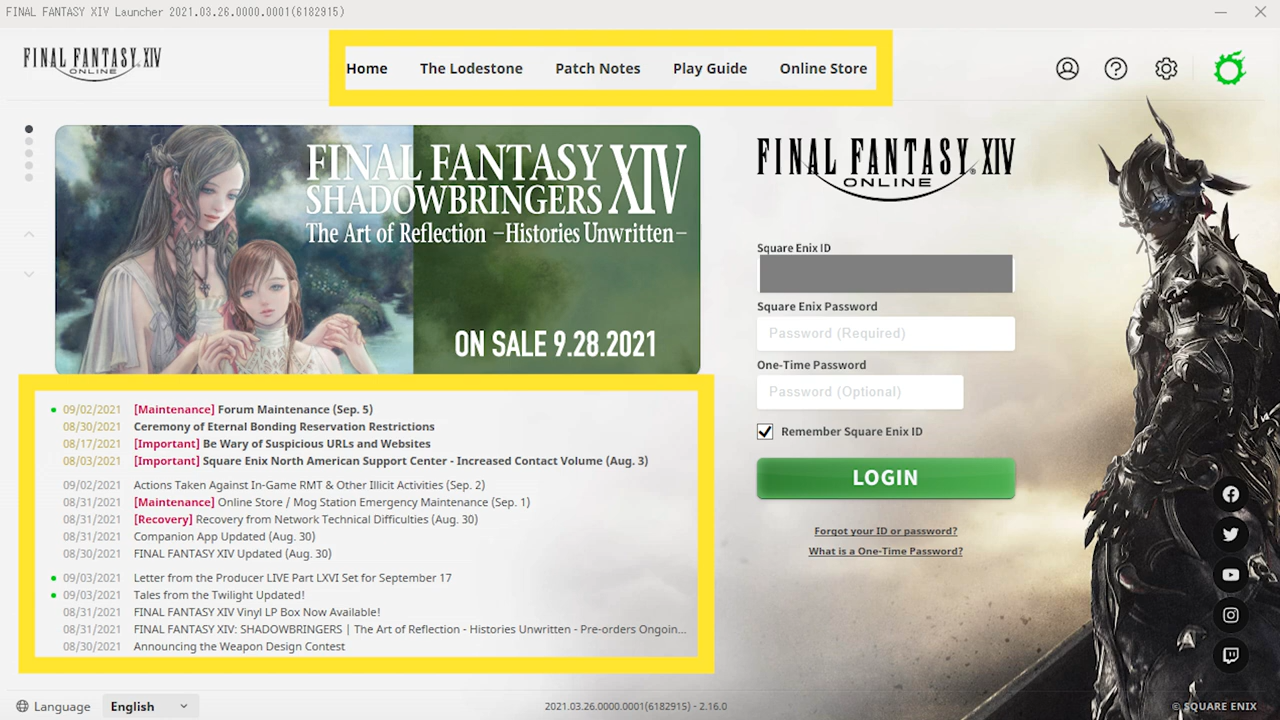 FINAL FANTASY XIV Launcher 2021.03.26.0000.0001(6182915)
FINAL FANTASY XIV
ONLINE
Home The Lodestone Patch Notes Play Guide Online Store
FINAL FANTASY XIV
SHADOWBRINGERS
The Art of Reflection -Histories Unwritten-
ON SALE 9.28.2021
09/02/2021 [Maintenance] Forum Maintenance (Sep. 5)
08/30/2021 Ceremony of Eternal Bonding Reservation Restrictions
08/17/2021 [Important] Be Wary of Suspicious URLs and Websites
08/03/2021 [Important] Square Enix North American Support Center - Increased Contact Volume (Aug. 3)
09/02/2021 Actions Taken Against In-Game RMT & Other Illicit Activities (Sep. 2)
08/31/2021 [Maintenance] Online Store / Mog Station Emergency Maintenance (Sep. 1)
08/31/2021 [Recovery] Recovery from Network Technical Difficulties (Aug. 30)
08/31/2021 Companion App Updated (Aug. 30)
08/30/2021 FINAL FANTASY XIV Updated (Aug. 30)
09/03/2021 Letter from the Producer LIVE Part LXVI Set for September 17
09/03/2021 Tales from the Twilight Updated!
08/31/2021 FINAL FANTASY XIV Vinyl LP Box Now Available!
08/31/2021 FINAL FANTASY XIV: SHADOWBRINGERS | The Art of Reflection - Histories Unwritten - Pre-orders Ongoin...
08/30/2021 Announcing the Weapon Design Contest
FINAL FANTASY XIV
ONLINE
Square Enix ID
Square Enix Password
Password (Required)
One-Time Password
Password (Optional)
Remember Square Enix ID
LOGIN
Forgot your ID or password?
What is a One-Time Password?
Language English
2021.03.26.0000.0001(6182915) - 2.16.0
© SQUARE ENIX